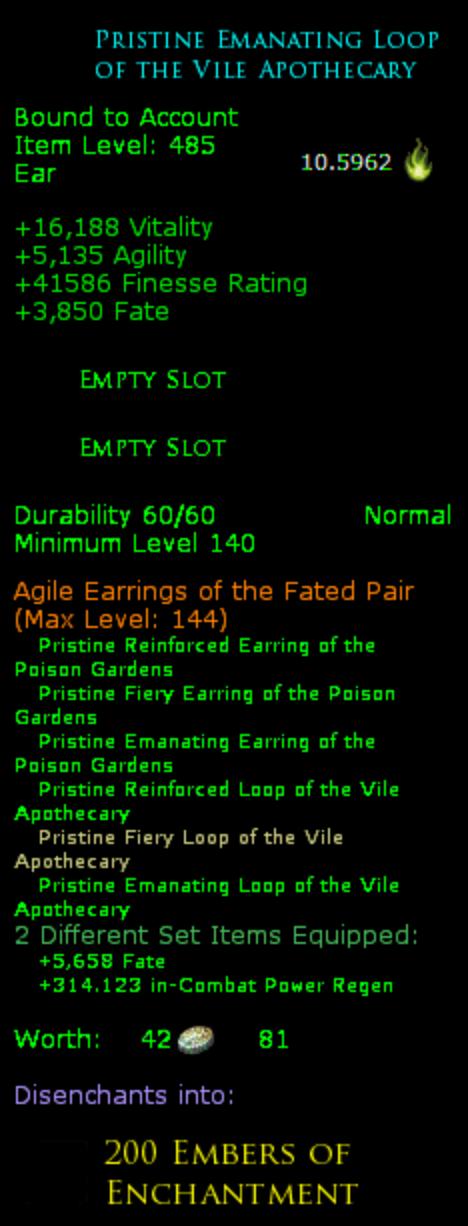 Pristine Emanating Loop
of the Vile Apothecary
Bound to Account
Item Level: 485
Ear
10.5962
+16,188 Vitality
+5,135 Agility
+41586 Finesse Rating
+3,850 Fate
Empty Slot
Empty Slot
Durability 60/60 Normal
Minimum Level 140
Agile Earrings of the Fated Pair
(Max Level: 144)
Pristine Reinforced Earring of the
Poison Gardens
Pristine Fiery Earring of the Poison
Gardens
Pristine Emanating Earring of the
Poison Gardens
Pristine Reinforced Loop of the Vile
Apothecary
Pristine Fiery Loop of the Vile
Apothecary
Pristine Emanating Loop of the Vile
Apothecary
2 Different Set Items Equipped:
+5,658 Fate
+314.123 in-Combat Power Regen
Worth: 42 81
Disenchants into:
200 Embers of
Enchantment